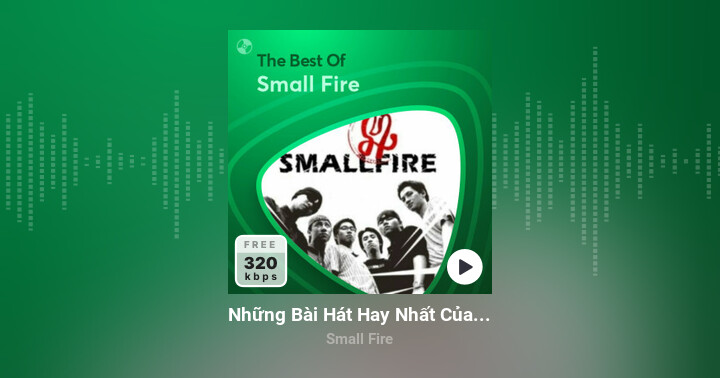 The Best Of
Small Fire
SMALLFIRE
FREE
320
kbps
Những Bài Hát Hay Nhất Của...
Small Fire